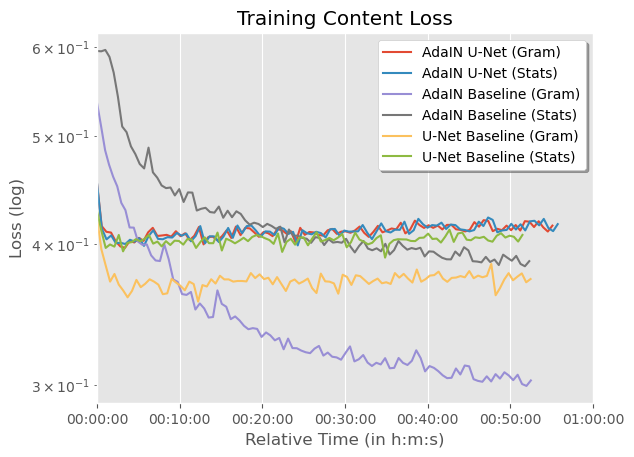 Training Content Loss
6 × 10⁻¹
5 × 10⁻¹
4 × 10⁻¹
3 × 10⁻¹
Loss (log)
AdaIN U-Net (Gram)
AdaIN U-Net (Stats)
AdaIN Baseline (Gram)
AdaIN Baseline (Stats)
U-Net Baseline (Gram)
U-Net Baseline (Stats)
00:00:00 00:10:00 00:20:00 00:30:00 00:40:00 00:50:00 01:00:00
Relative Time (in h:m:s)